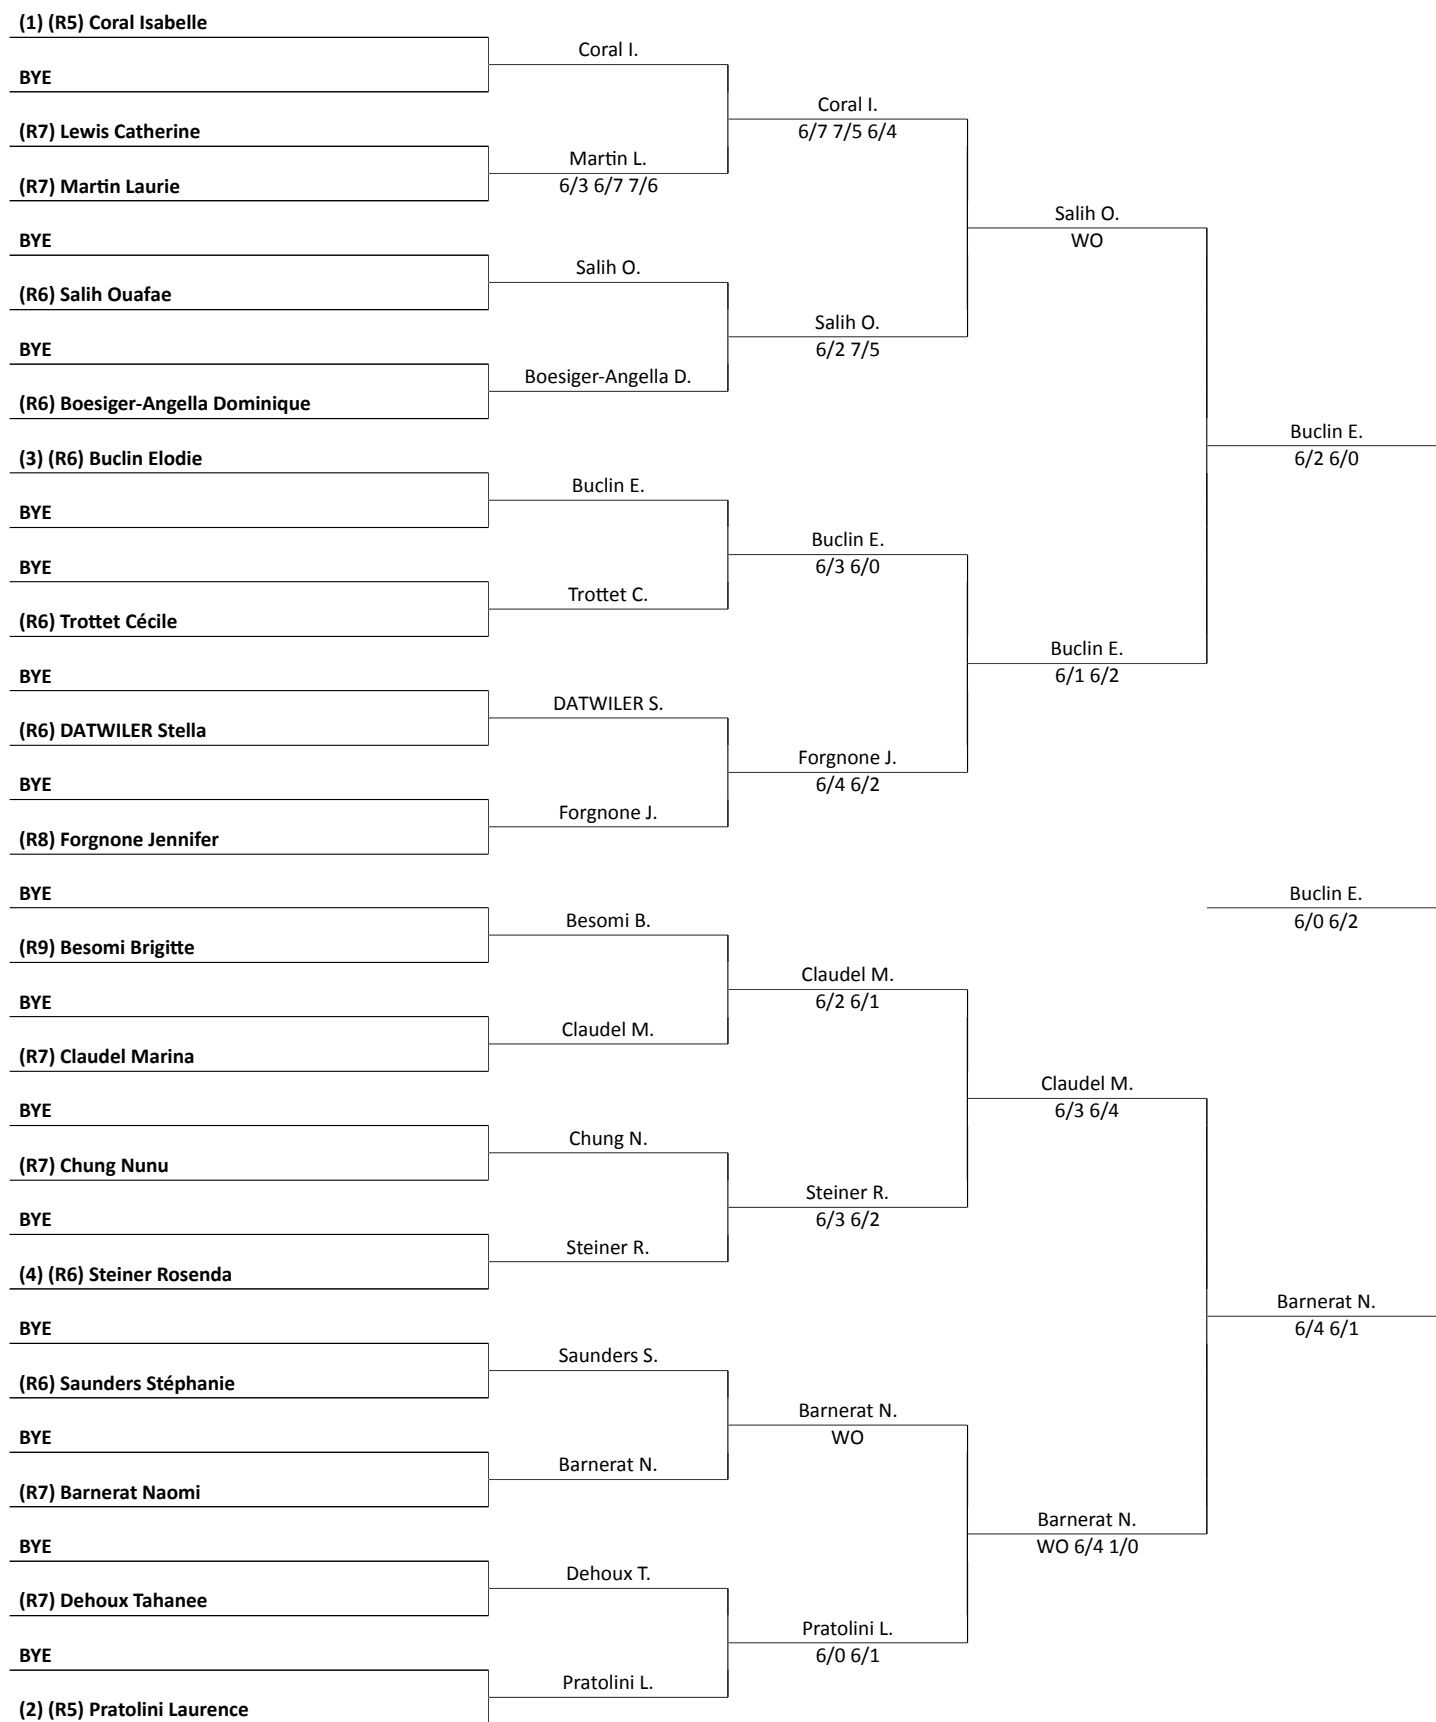 (1) (R5) Coral Isabelle
BYE
(R7) Lewis Catherine
(R7) Martin Laurie
BYE
(R6) Salih Ouafae
BYE
(R6) Boesiger-Angella Dominique
(3) (R6) Buclin Elodie
BYE
BYE
(R6) Trottet Cécile
BYE
(R6) DATWILER Stella
BYE
(R8) Forgnone Jennifer
BYE
(R9) Besomi Brigitte
BYE
(R7) Claudel Marina
BYE
(R7) Chung Nunu
BYE
(4) (R6) Steiner Rosenda
BYE
(R6) Saunders Stéphanie
BYE
(R7) Barnerat Naomi
BYE
(R7) Dehoux Tahanee
BYE
(2) (R5) Pratolini Laurence
Coral I.
Martin L.
6/3 6/7 7/6
Salih O.
Boesiger-Angella D.
Buclin E.
Trottet C.
DATWILER S.
Forgnone J.
Besomi B.
Claudel M.
Chung N.
Steiner R.
Saunders S.
Barnerat N.
Dehoux T.
Pratolini L.
Coral I.
6/7 7/5 6/4
Salih O.
6/2 7/5
Buclin E.
6/3 6/0
Forgnone J.
6/4 6/2
Claudel M.
6/2 6/1
Steiner R.
6/3 6/2
Barnerat N.
WO
Pratolini L.
6/0 6/1
Salih O.
WO
Buclin E.
6/1 6/2
Claudel M.
6/3 6/4
Barnerat N.
WO 6/4 1/0
Buclin E.
6/2 6/0
Buclin E.
6/0 6/2
Barnerat N.
6/4 6/1